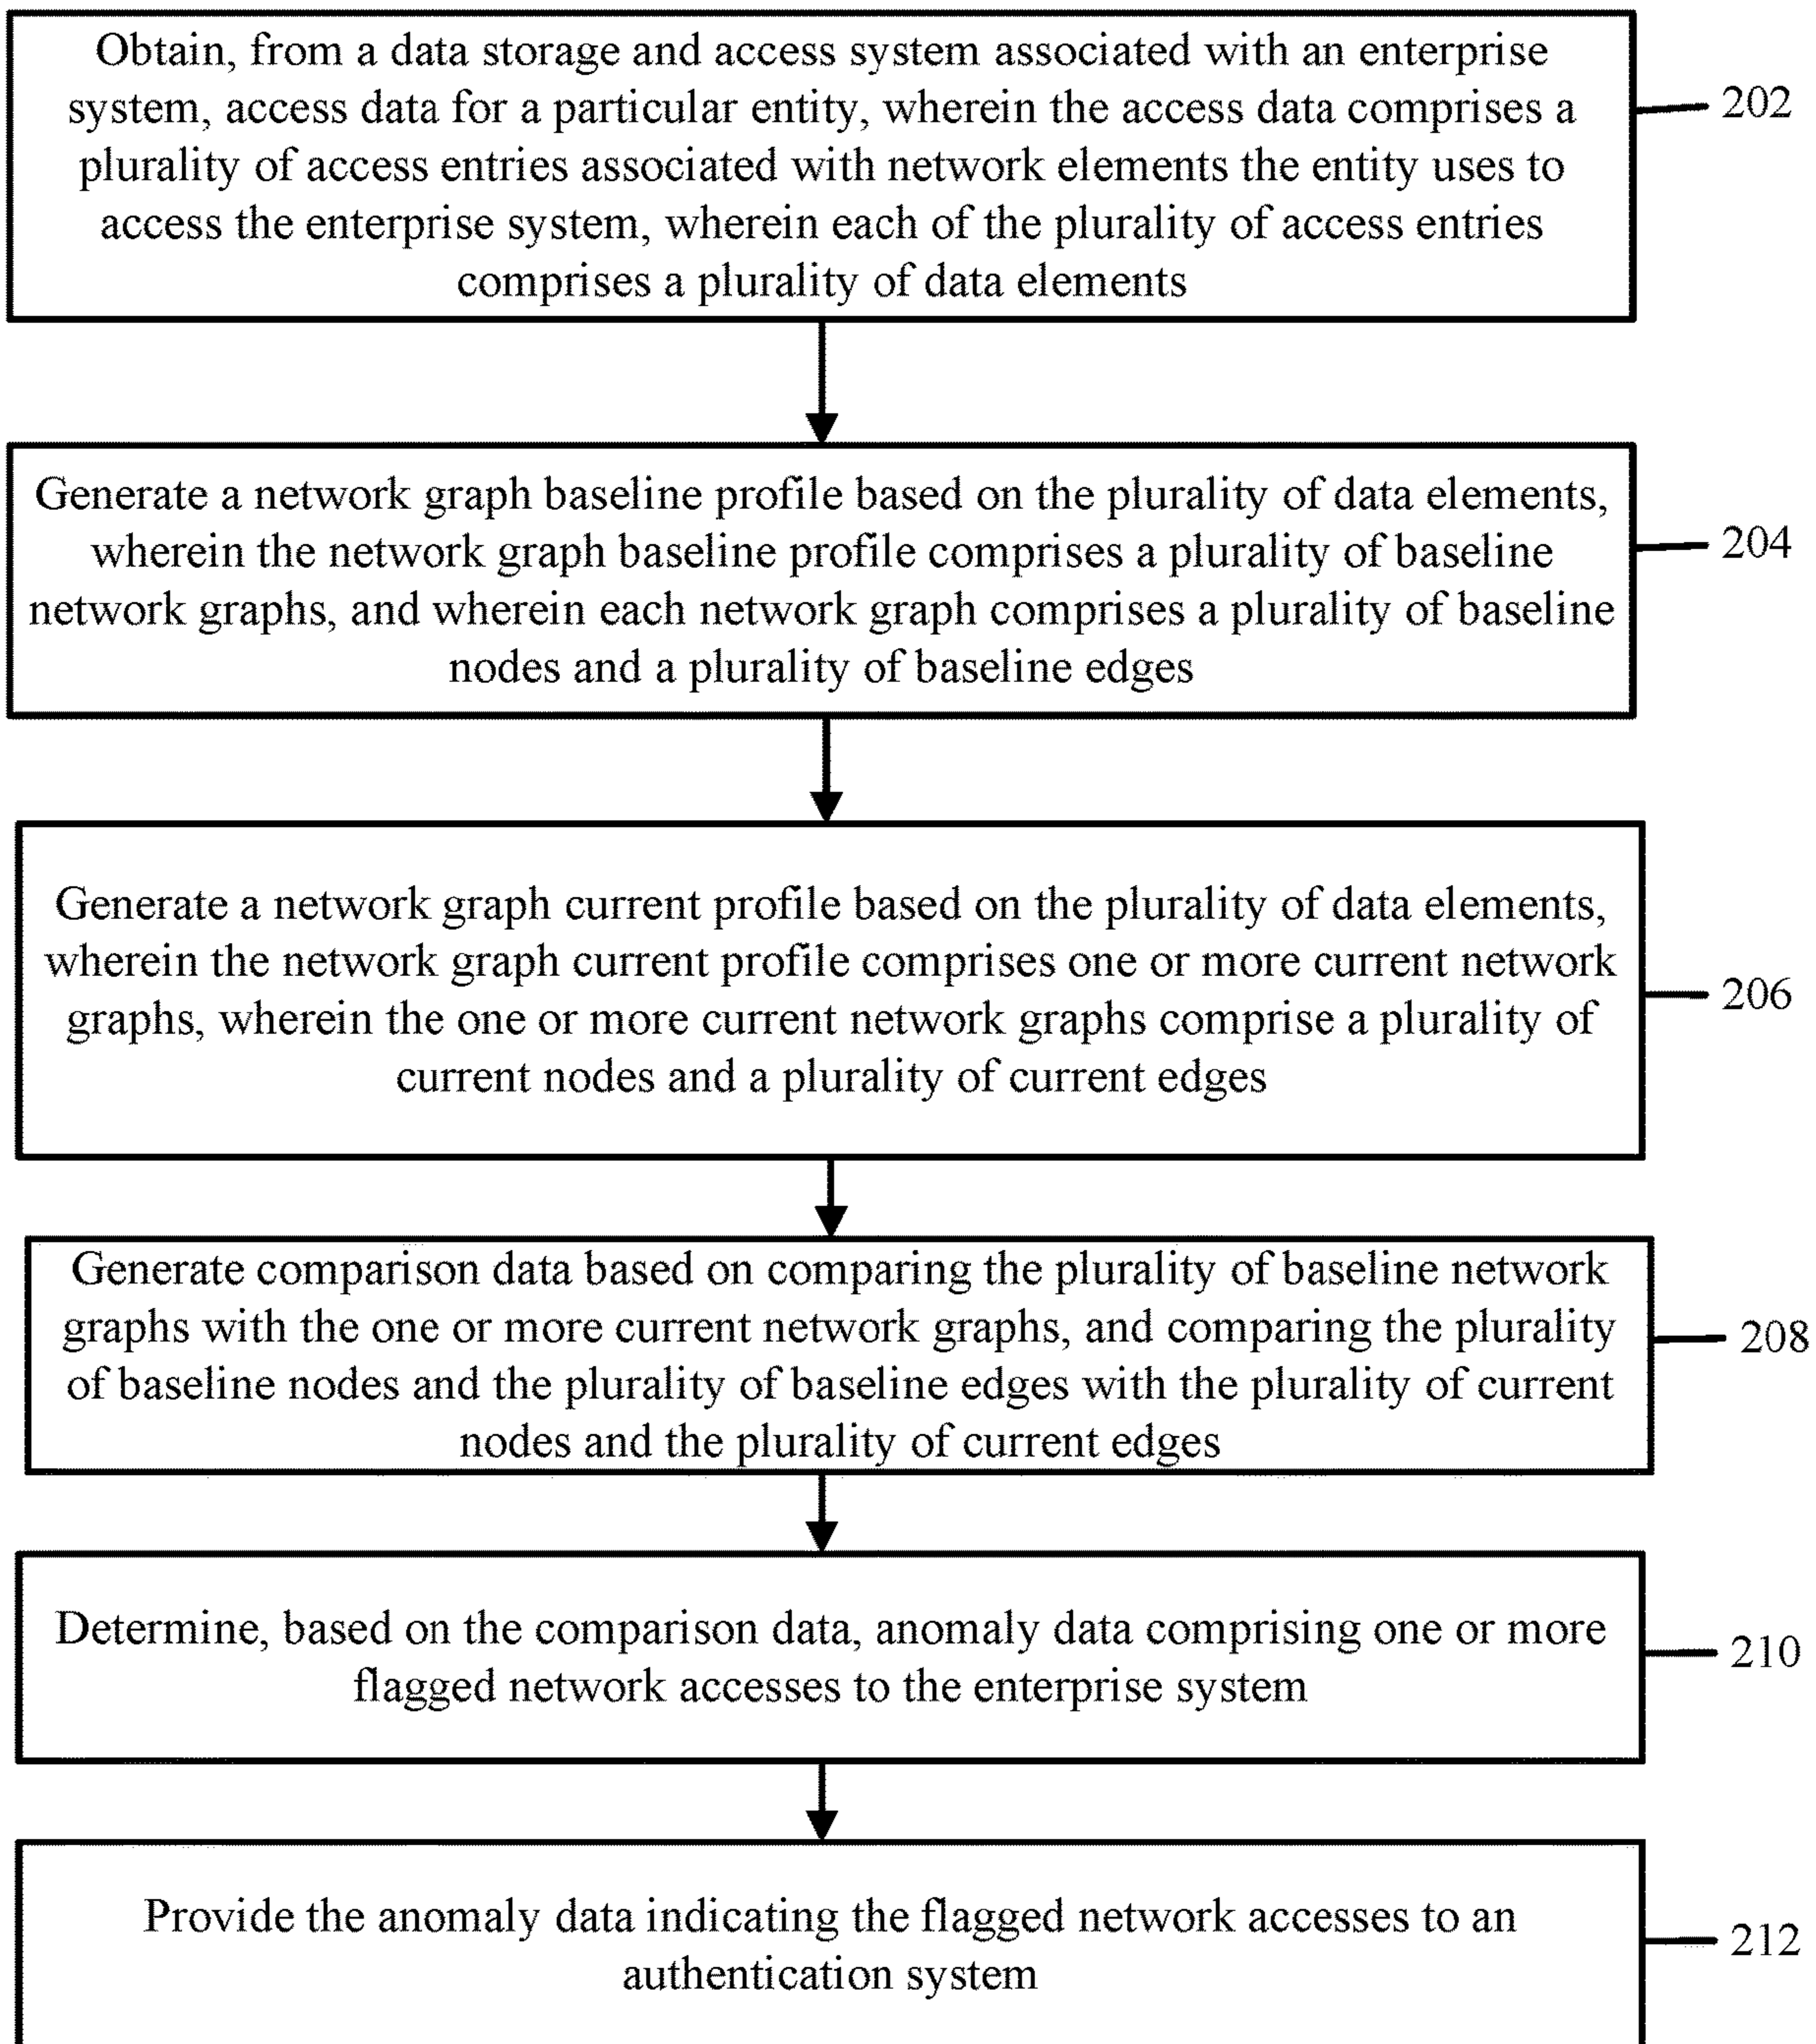 Obtain, from a data storage and access system associated with an enterprise
system, access data for a particular entity, wherein the access data comprises a
plurality of access entries associated with network elements the entity uses to
access the enterprise system, wherein each of the plurality of access entries
comprises a plurality of data elements
202
Generate a network graph baseline profile based on the plurality of data elements,
wherein the network graph baseline profile comprises a plurality of baseline
network graphs, and wherein each network graph comprises a plurality of baseline
nodes and a plurality of baseline edges
204
Generate a network graph current profile based on the plurality of data elements,
wherein the network graph current profile comprises one or more current network
graphs, wherein the one or more current network graphs comprise a plurality of
current nodes and a plurality of current edges
206
Generate comparison data based on comparing the plurality of baseline network
graphs with the one or more current network graphs, and comparing the plurality
of baseline nodes and the plurality of baseline edges with the plurality of current
nodes and the plurality of current edges
208
Determine, based on the comparison data, anomaly data comprising one or more
flagged network accesses to the enterprise system
210
Provide the anomaly data indicating the flagged network accesses to an
authentication system
212